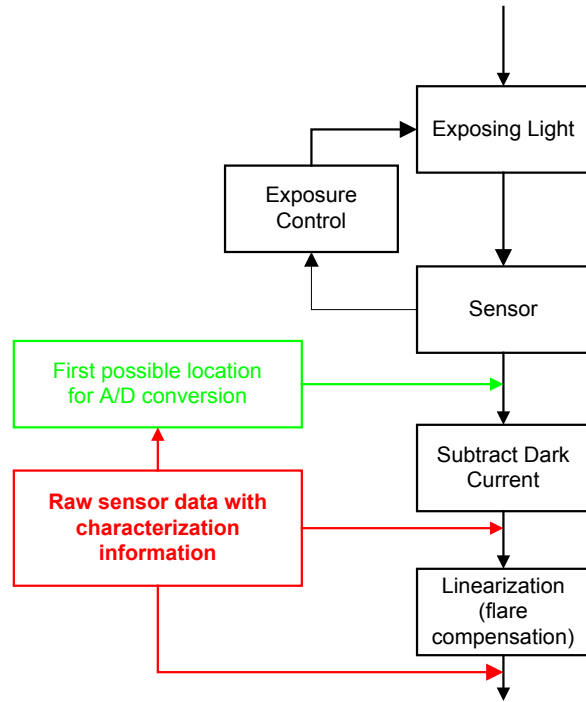 Exposing Light
Exposure
Control
Sensor
First possible location
for A/D conversion
Subtract Dark
Current
Raw sensor data with
characterization
information
Linearization
(flare
compensation)